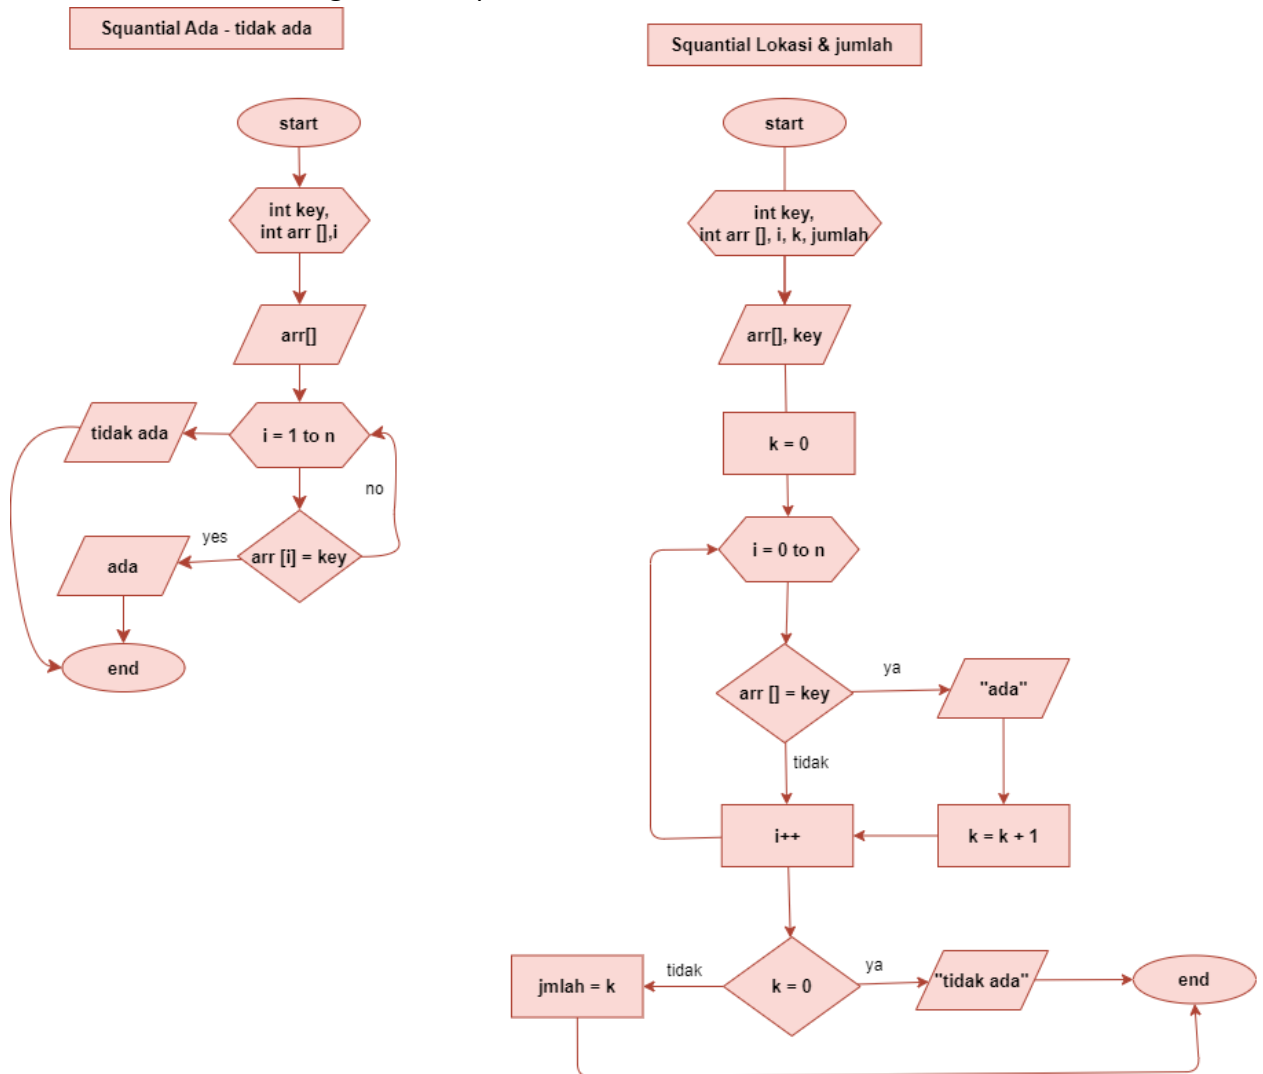 Squantial Ada - tidak ada
start
int key,
int arr [],i
arr[]
tidak ada
i = 1 to n
no
yes
arr [i] = key
ada
end
Squantial Lokasi & jumlah
start
int key,
int arr [], i, k, jumlah
arr[], key
k = 0
i = 0 to n
arr [] = key
ya
"ada"
tidak
i++
k = k + 1
k = 0
tidak
jmlah = k
ya
"tidak ada"
end